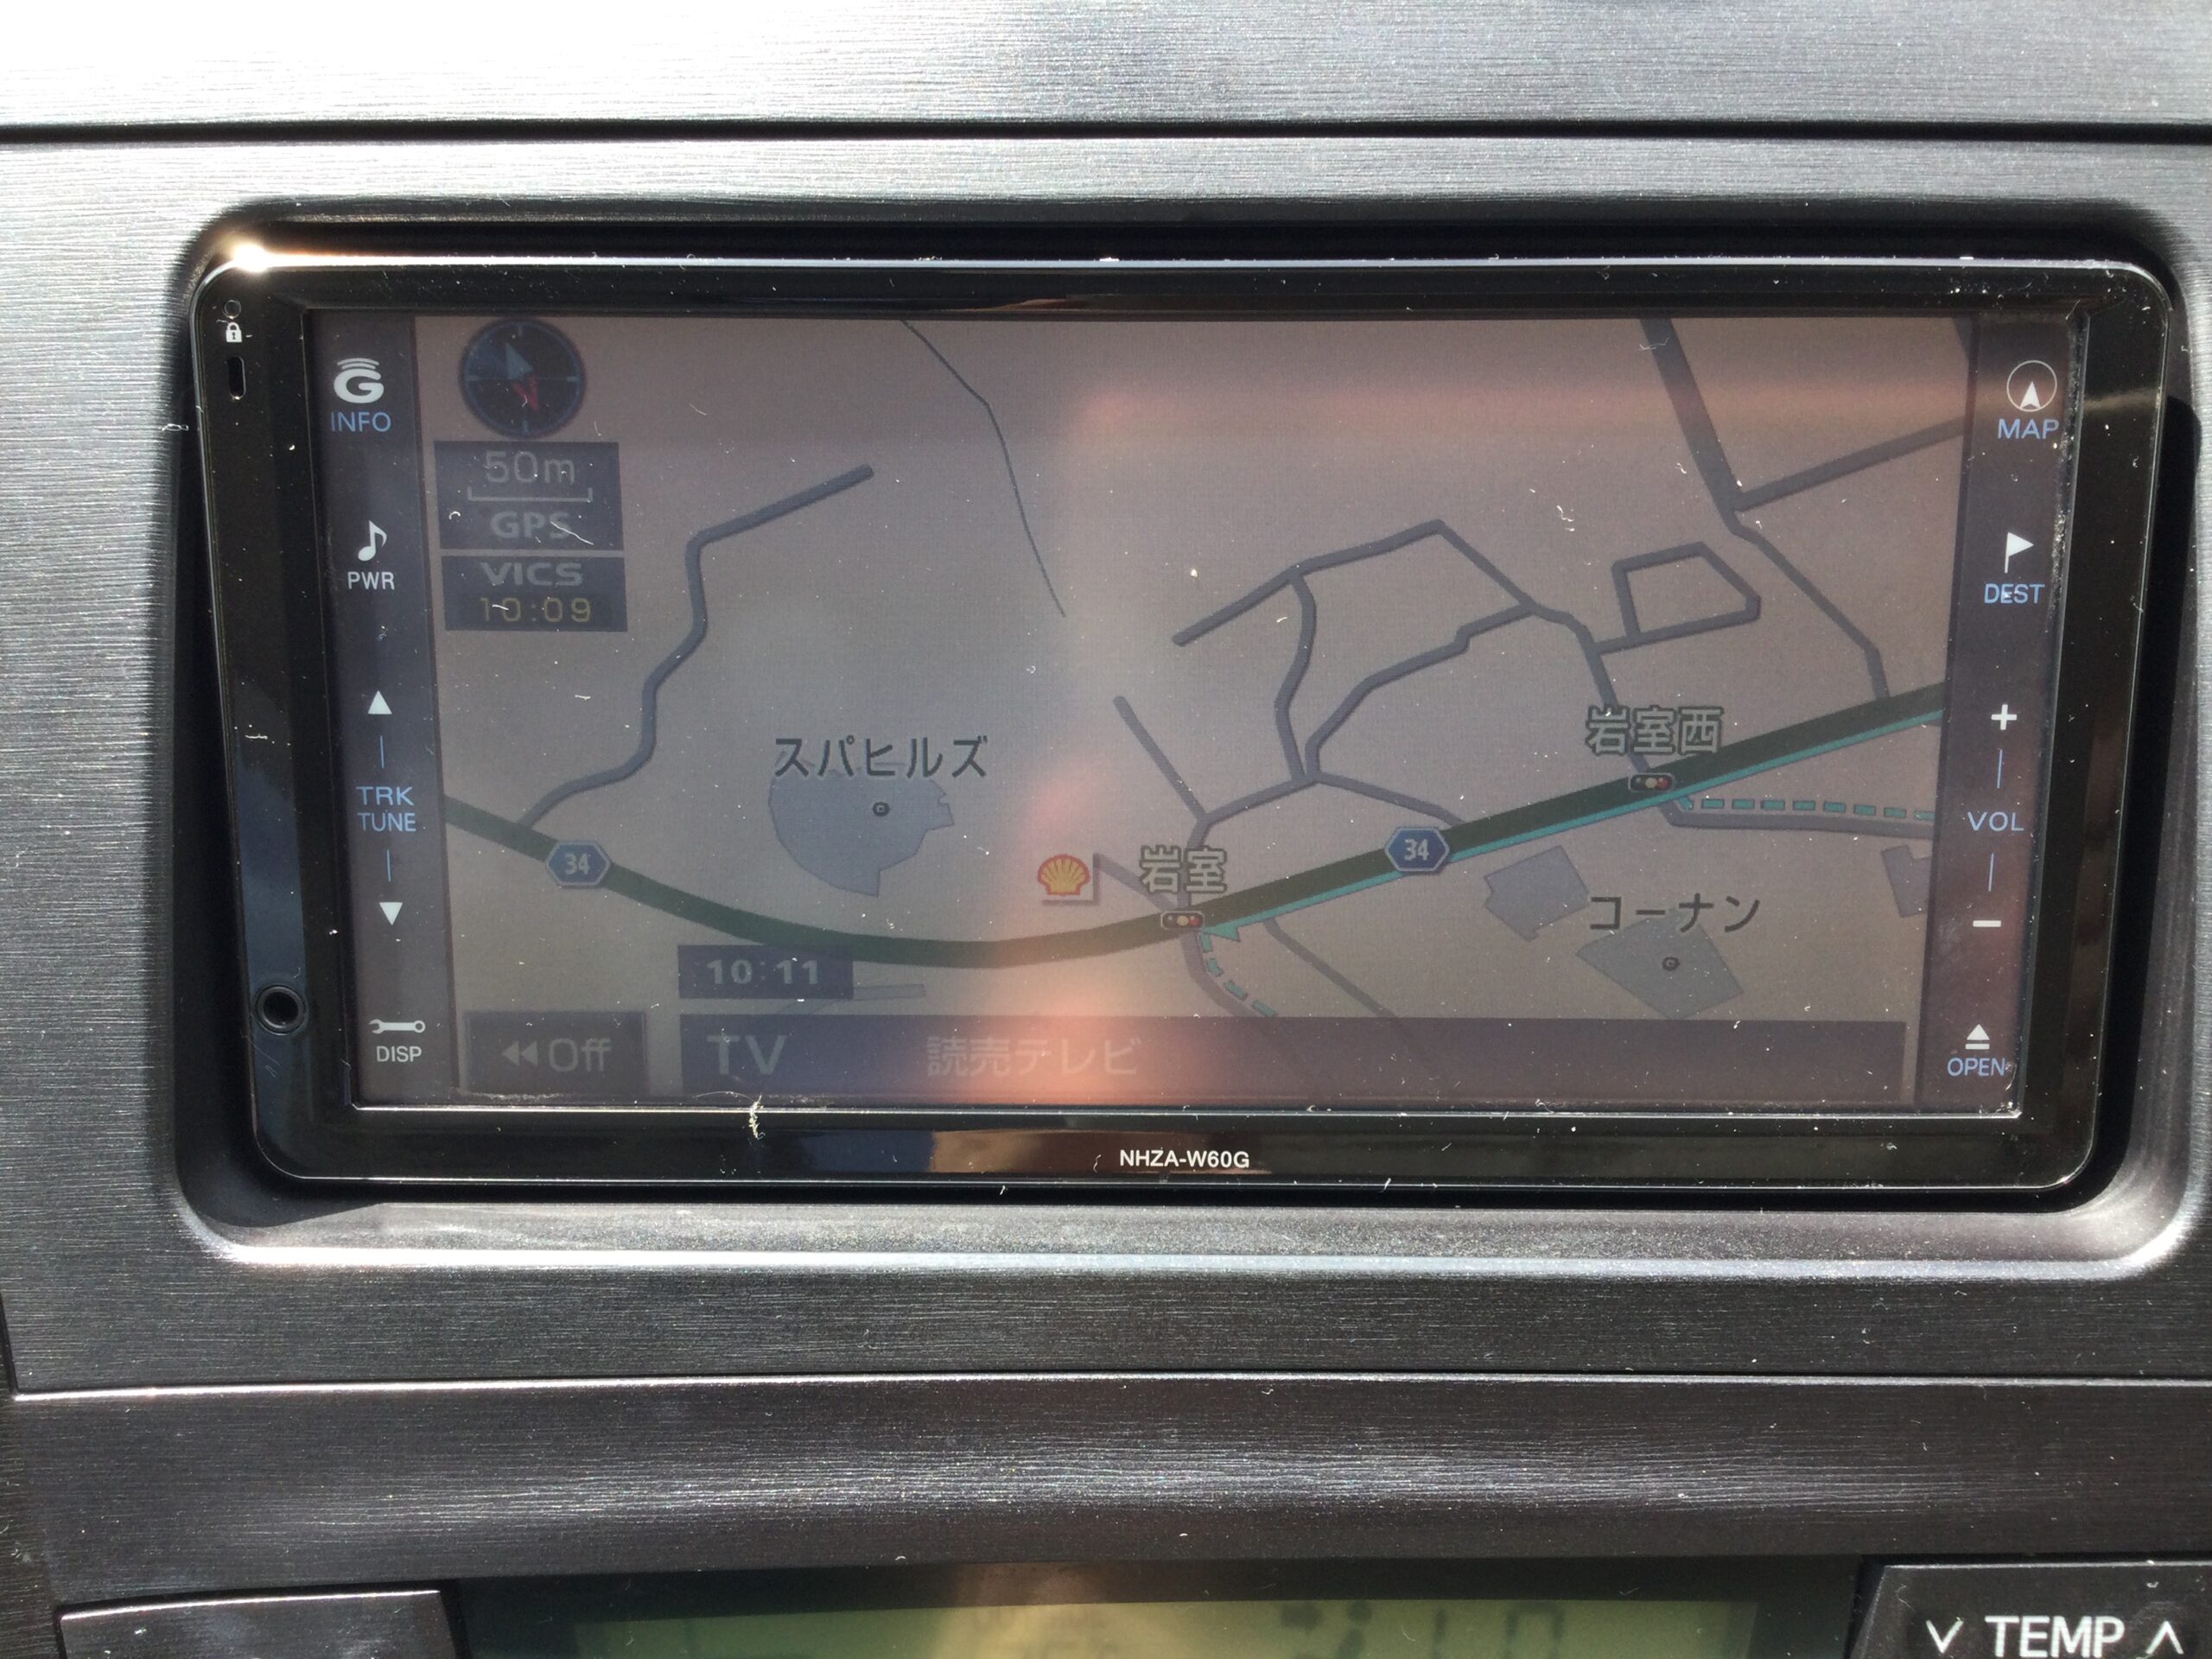 G
INFO
PWR
TRK
TUNE
DISP
50m
GPS
VICS
10:09
スパヒルズ
34
岩室
34
岩室西
コーナン
10:11
Off
TV 読売テレビ
MAP
DEST
+
VOL
−
OPEN
NHZA-W60G
TEMP